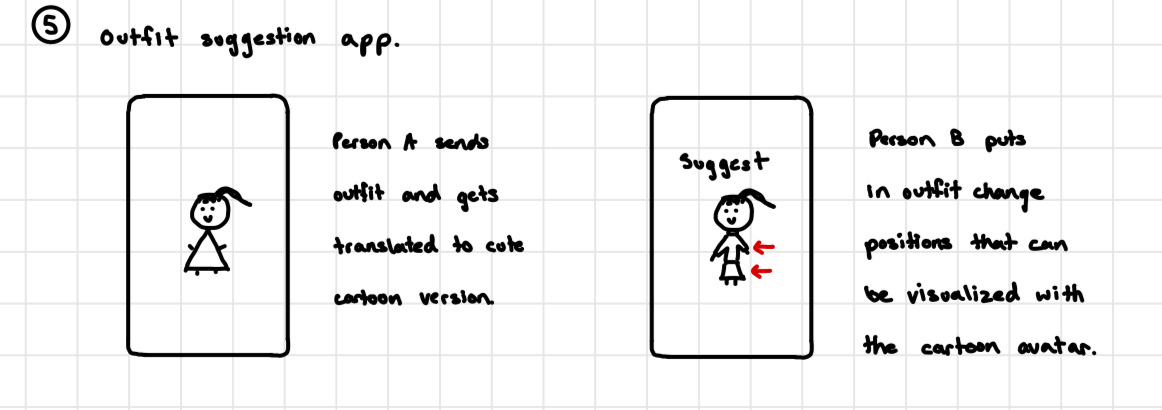 5 Outfit suggestion app.
Person A sends
outfit and gets
translated to cute
cartoon version.
Suggest
Person B puts
in outfit change
positions that can
be visualized with
the cartoon avatar.